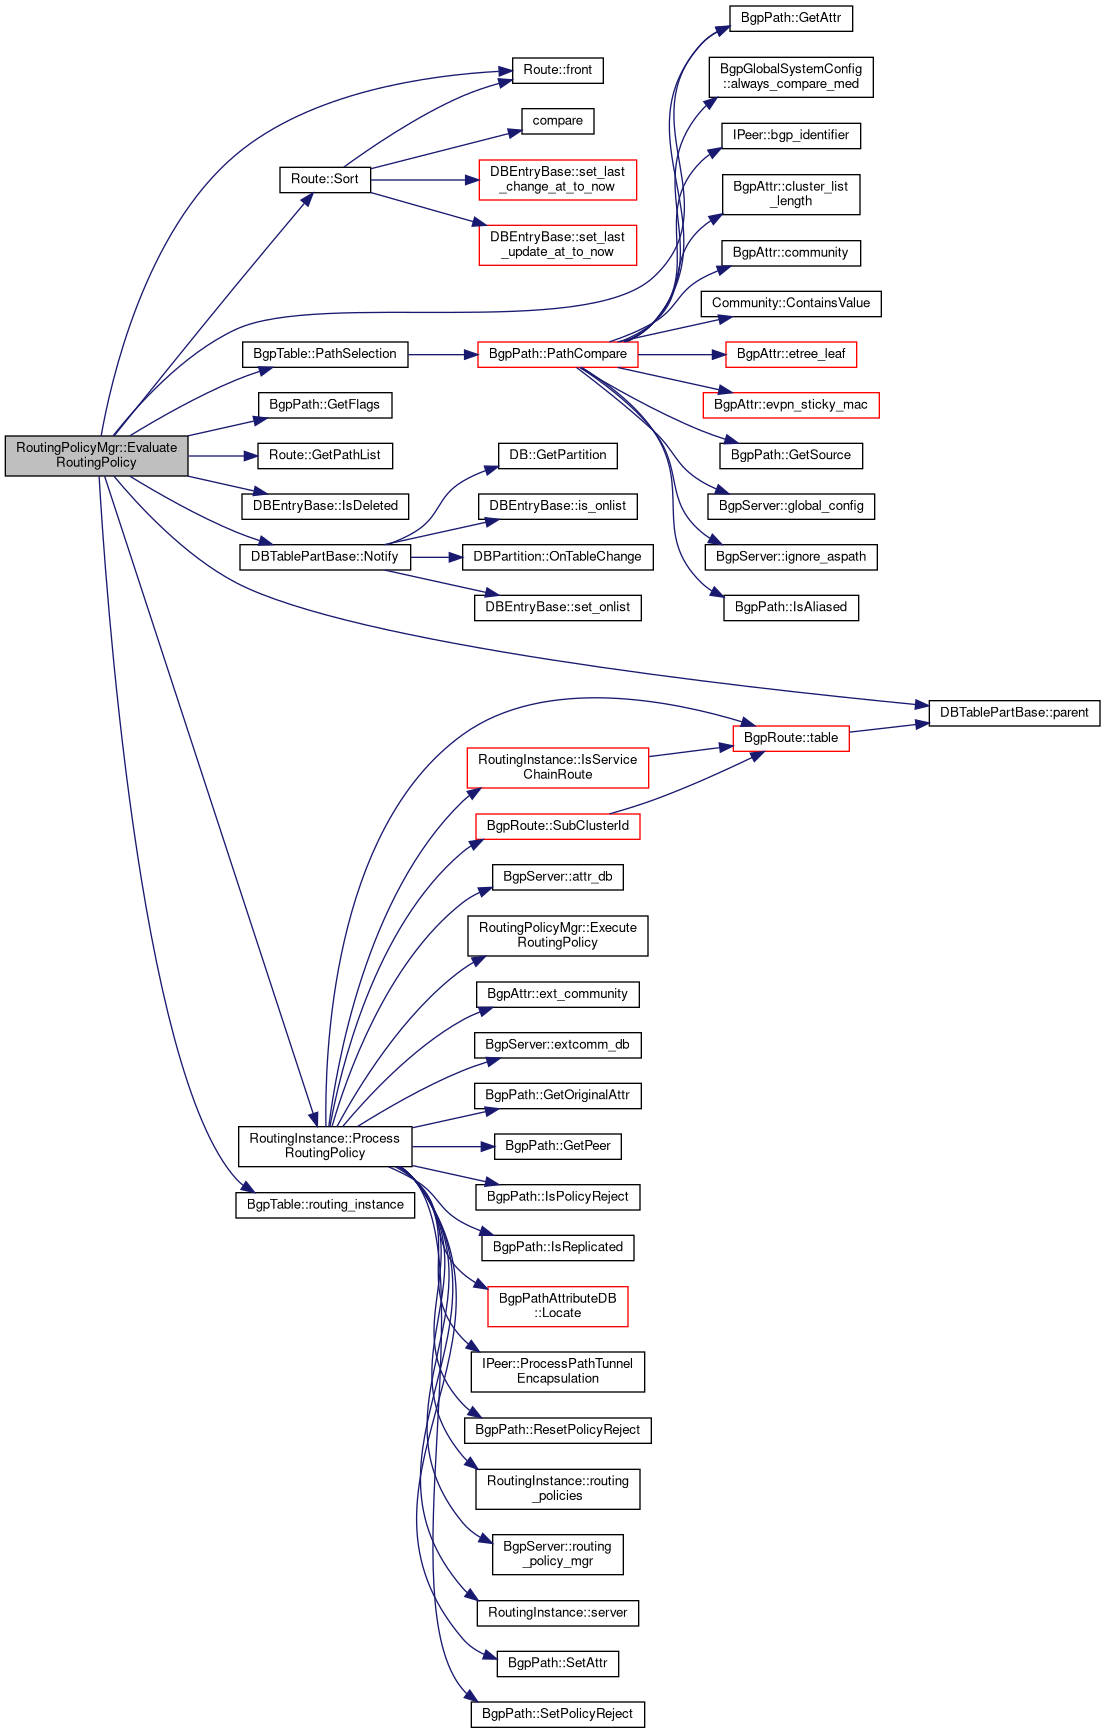 BgpPath::GetAttr
Route::front
BgpGlobalSystemConfig
::always_compare_med
compare
IPeer::bgp_identifier
Route::Sort
DBEntryBase::set_last
_change_at_to_now
BgpAttr::cluster_list
_length
DBEntryBase::set_last
_update_at_to_now
BgpAttr::community
Community::ContainsValue
BgpTable::PathSelection
BgpPath::PathCompare
BgpAttr::etree_leaf
BgpPath::GetFlags
BgpAttr::evpn_sticky_mac
RoutingPolicyMgr::Evaluate
RoutingPolicy
Route::GetPathList
DB::GetPartition
BgpPath::GetSource
DBEntryBase::IsDeleted
DBEntryBase::is_onlist
BgpServer::global_config
DBTablePartBase::Notify
DBPartition::OnTableChange
BgpServer::ignore_aspath
DBEntryBase::set_onlist
BgpPath::IsAliased
DBTablePartBase::parent
BgpRoute::table
RoutingInstance::IsService
ChainRoute
BgpRoute::SubClusterId
BgpServer::attr_db
RoutingPolicyMgr::Execute
RoutingPolicy
BgpAttr::ext_community
BgpServer::extcomm_db
BgpPath::GetOriginalAttr
RoutingInstance::Process
RoutingPolicy
BgpPath::GetPeer
BgpPath::IsPolicyReject
BgpTable::routing_instance
BgpPath::IsReplicated
BgpPathAttributeDB
::Locate
IPeer::ProcessPathTunnel
Encapsulation
BgpPath::ResetPolicyReject
RoutingInstance::routing
_policies
BgpServer::routing
_policy_mgr
RoutingInstance::server
BgpPath::SetAttr
BgpPath::SetPolicyReject